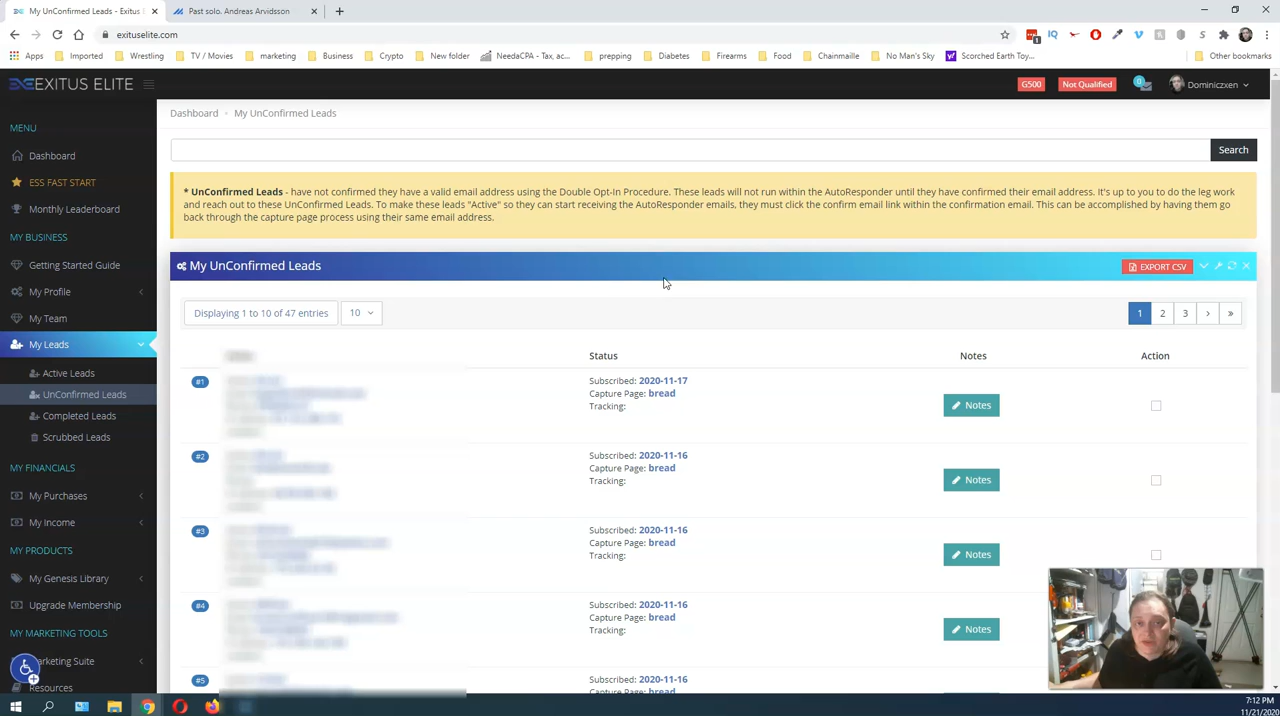 My UnConfirmed Leads - Exitus E
Past solo. Andreas Arvidsson
exituselite.com
Apps
Imported
Wrestling
TV / Movies
marketing
Business
Crypto
New folder
NeedaCPA - Tax, ac...
prepping
Diabetes
Firearms
Food
Chainmaille
No Man's Sky
Scorched Earth Toy...
Other bookmarks
EXITUS ELITE
G500
Not Qualified
0
Dominiczxen
MENU
Dashboard
ESS FAST START
Monthly Leaderboard
MY BUSINESS
Getting Started Guide
My Profile
My Team
My Leads
Active Leads
UnConfirmed Leads
Completed Leads
Scrubbed Leads
MY FINANCIALS
My Purchases
My Income
MY PRODUCTS
My Genesis Library
Upgrade Membership
MY MARKETING TOOLS
Marketing Suite
Resources
Dashboard - My UnConfirmed Leads
Search
* UnConfirmed Leads - have not confirmed they have a valid email address using the Double Opt-In Procedure. These leads will not run within the AutoResponder until they have confirmed their email address. It's up to you to do the leg work
and reach out to these UnConfirmed Leads. To make these leads "Active" so they can start receiving the AutoResponder emails, they must click the confirm email link within the confirmation email. This can be accomplished by having them go
back through the capture page process using their same email address.
My UnConfirmed Leads
EXPORT CSV
Displaying 1 to 10 of 47 entries
10
1 2 3 › »
Status
Notes
Action
#1
Subscribed: 2020-11-17
Capture Page: bread
Tracking:
Notes
#2
Subscribed: 2020-11-16
Capture Page: bread
Tracking:
Notes
#3
Subscribed: 2020-11-16
Capture Page: bread
Tracking:
Notes
#4
Subscribed: 2020-11-16
Capture Page: bread
Tracking:
Notes
#5
Subscribed: 2020-11-16
Capture Page: bread
7:12 PM
11/21/2020